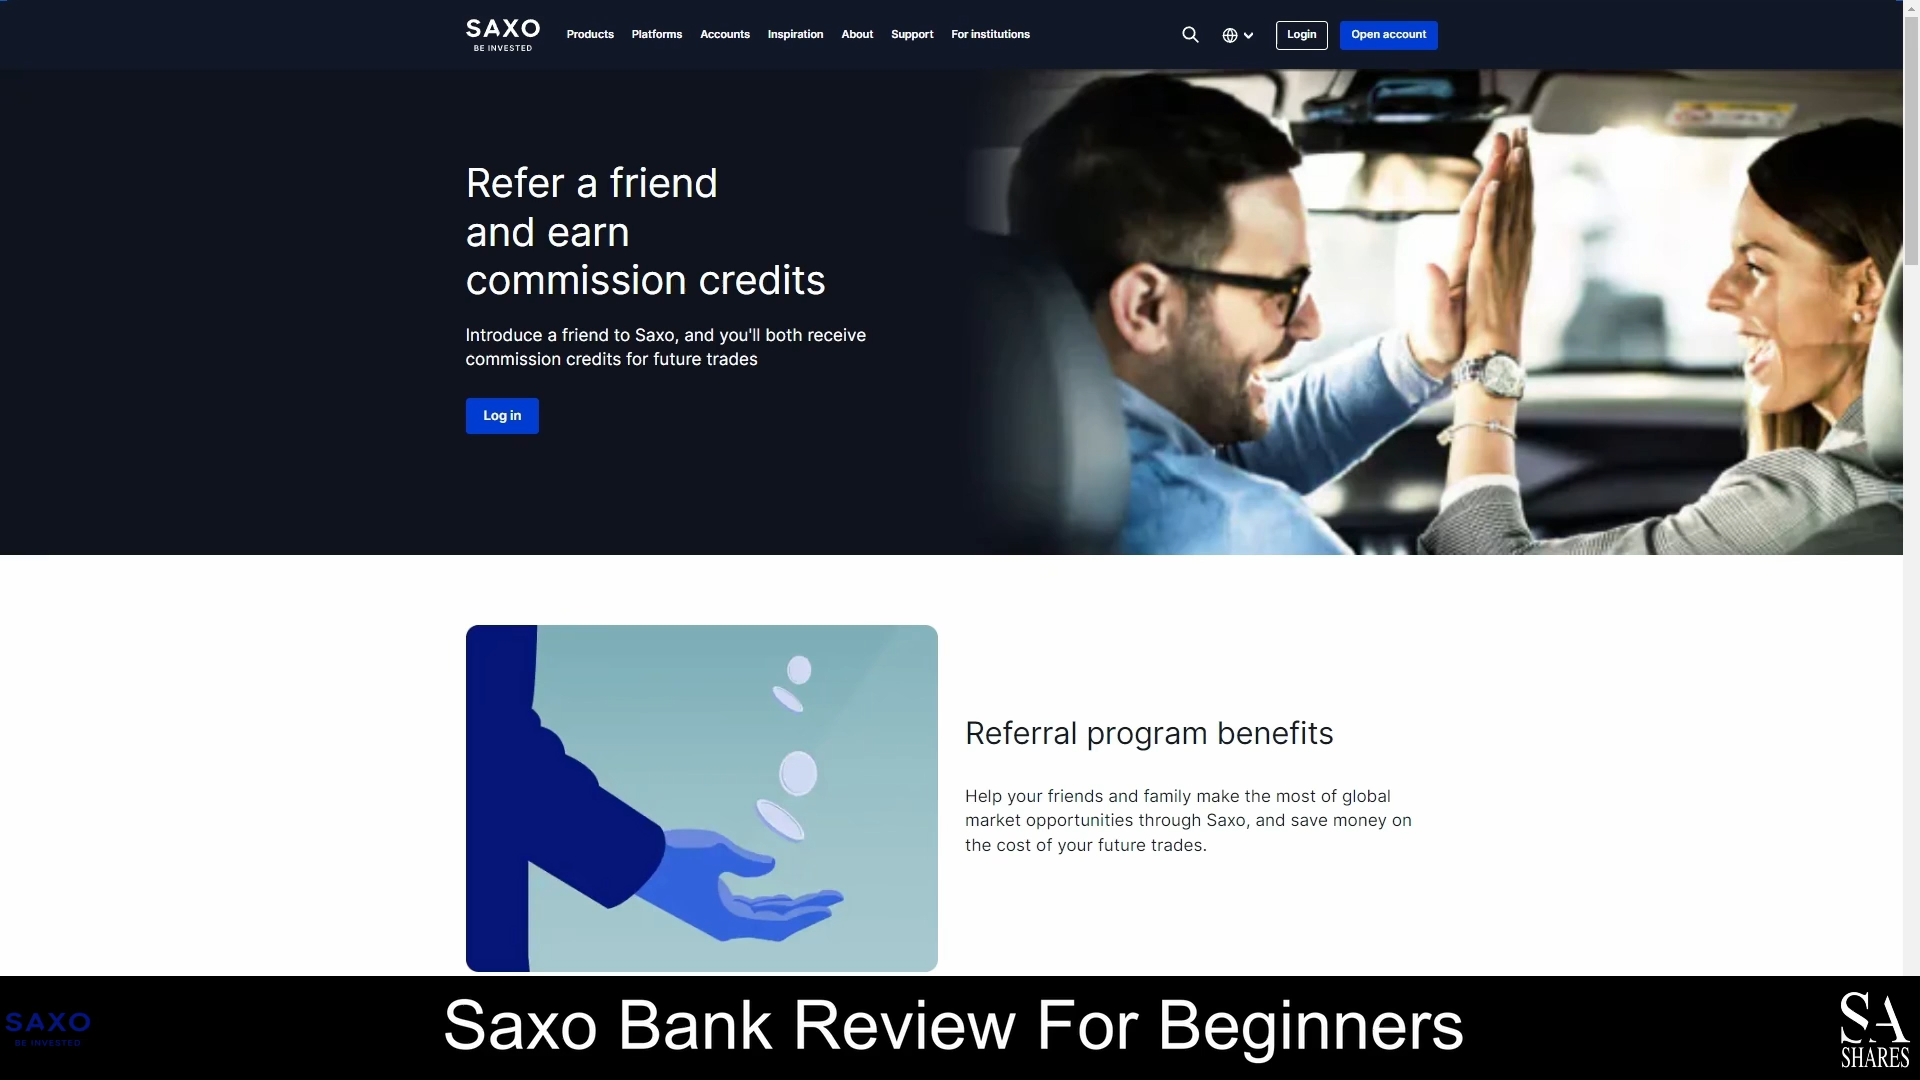 SAXO
BE INVESTED
Products Platforms Accounts Inspiration About Support For institutions
Login
Open account
Refer a friend
and earn
commission credits
Introduce a friend to Saxo, and you'll both receive
commission credits for future trades
Log in
Referral program benefits
Help your friends and family make the most of global
market opportunities through Saxo, and save money on
the cost of your future trades.
SAXO
BE INVESTED
Saxo Bank Review For Beginners
SA
SHARES